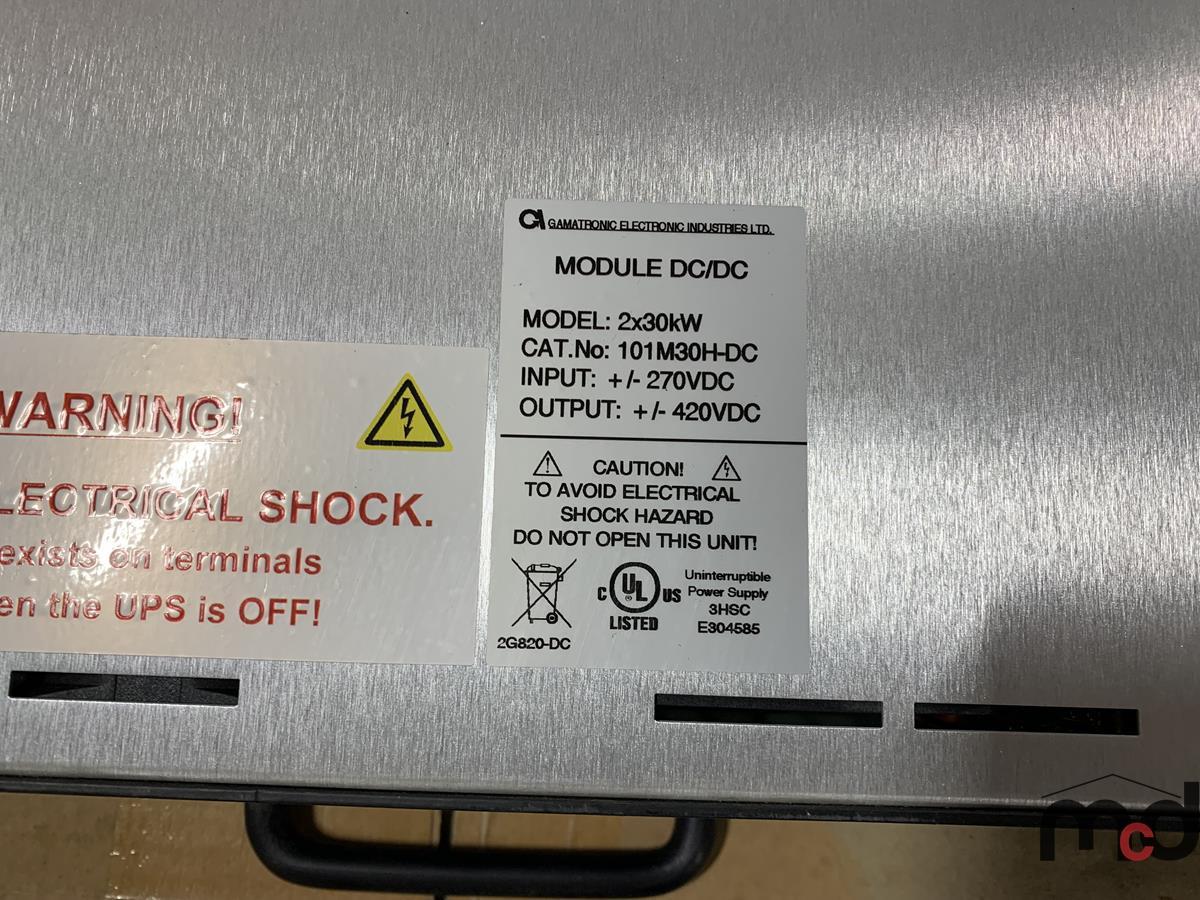 GAMATRONIC ELECTRONIC INDUSTRIES LTD.
MODULE DC/DC
MODEL: 2x30kW
CAT.No: 101M30H-DC
INPUT: +/- 270VDC
OUTPUT: +/- 420VDC
CAUTION!
TO AVOID ELECTRICAL
SHOCK HAZARD
DO NOT OPEN THIS UNIT!
C UL US
LISTED
Uninterruptible
Power Supply
3HSC
E304585
2G820-DC
WARNING!
LECTRICAL SHOCK.
exists on terminals
en the UPS is OFF!
mcd